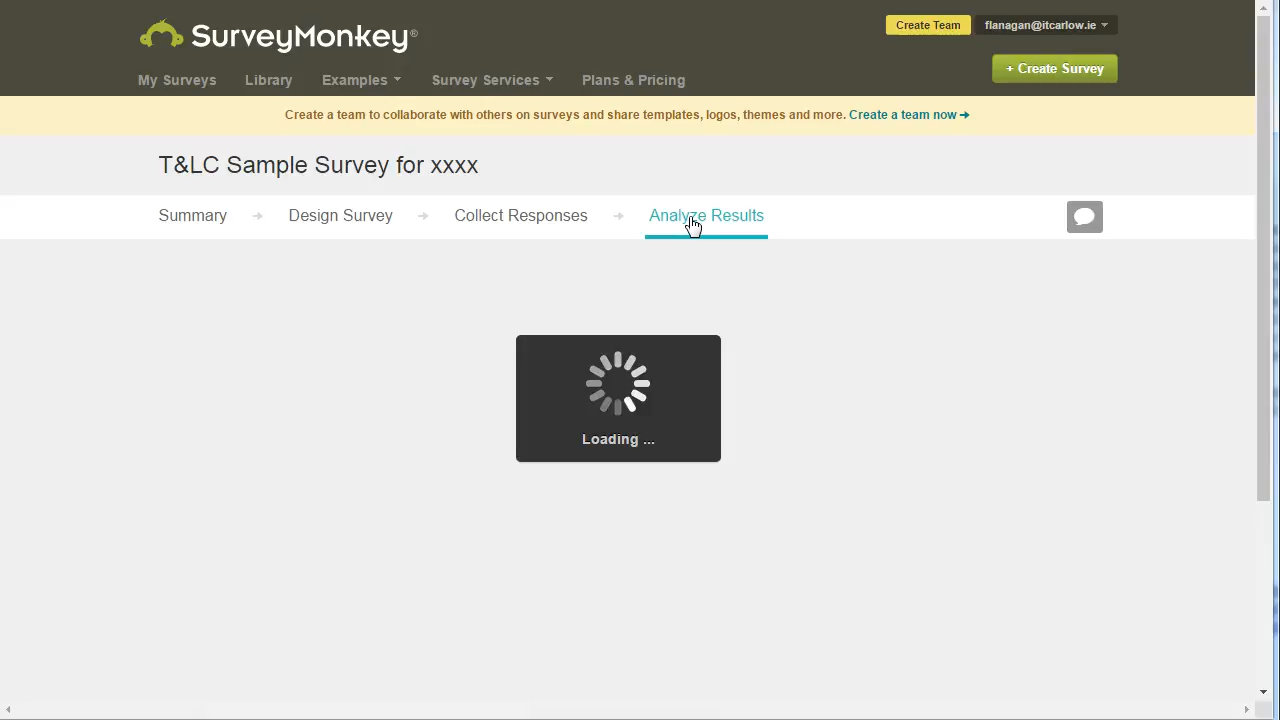 SurveyMonkey®
Create Team
flanagan@itcarlow.ie
My Surveys
Library
Examples
Survey Services
Plans & Pricing
+ Create Survey
Create a team to collaborate with others on surveys and share templates, logos, themes and more. Create a team now
T&LC Sample Survey for xxxx
Summary
Design Survey
Collect Responses
Analyze Results
Loading ...